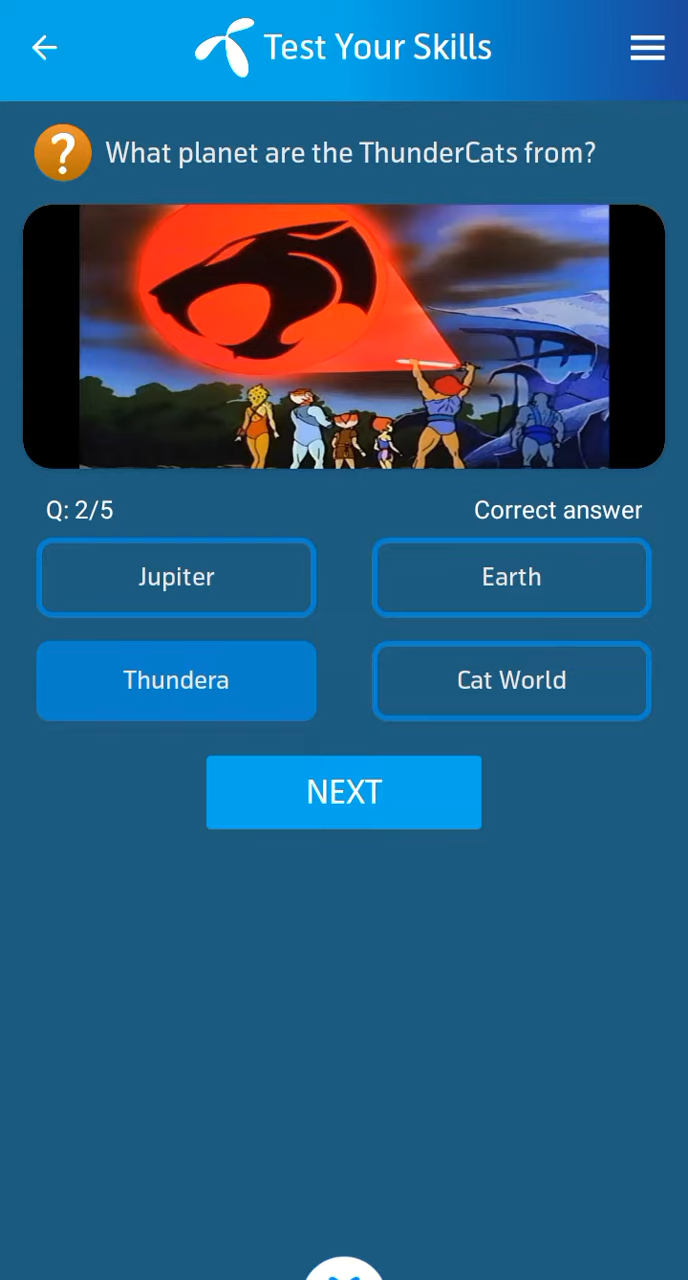 Test Your Skills
? What planet are the ThunderCats from?
Q: 2/5 Correct answer
Jupiter Earth
Thundera Cat World
NEXT